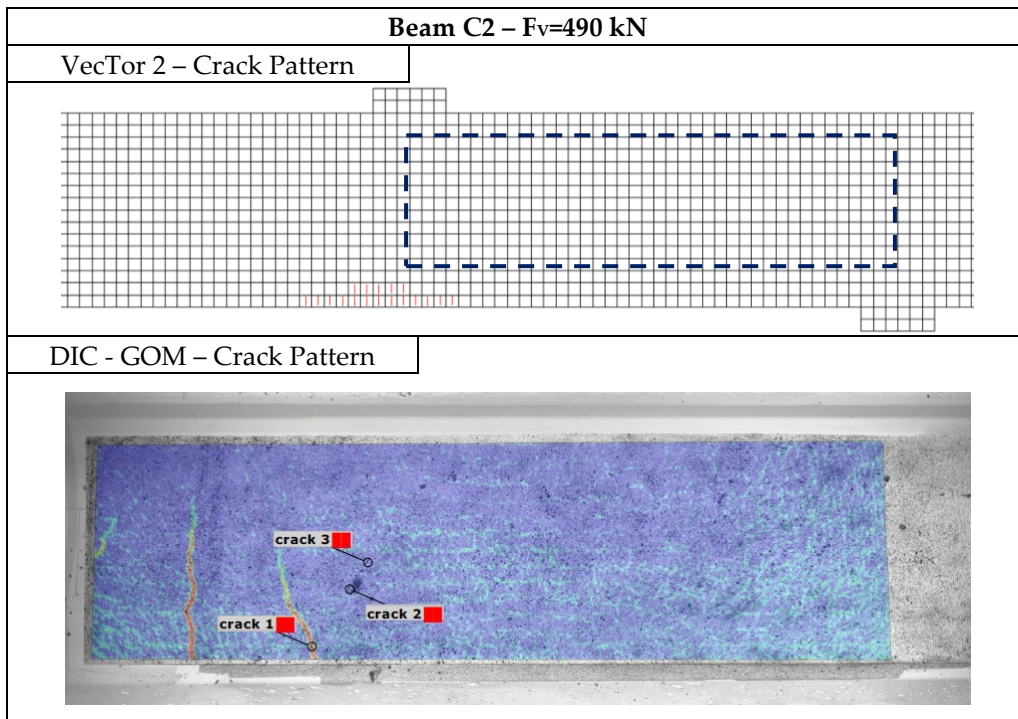 Beam C2 – Fv=490 kN
VecTor 2 – Crack Pattern
DIC - GOM – Crack Pattern
crack 3
crack 2
crack 1